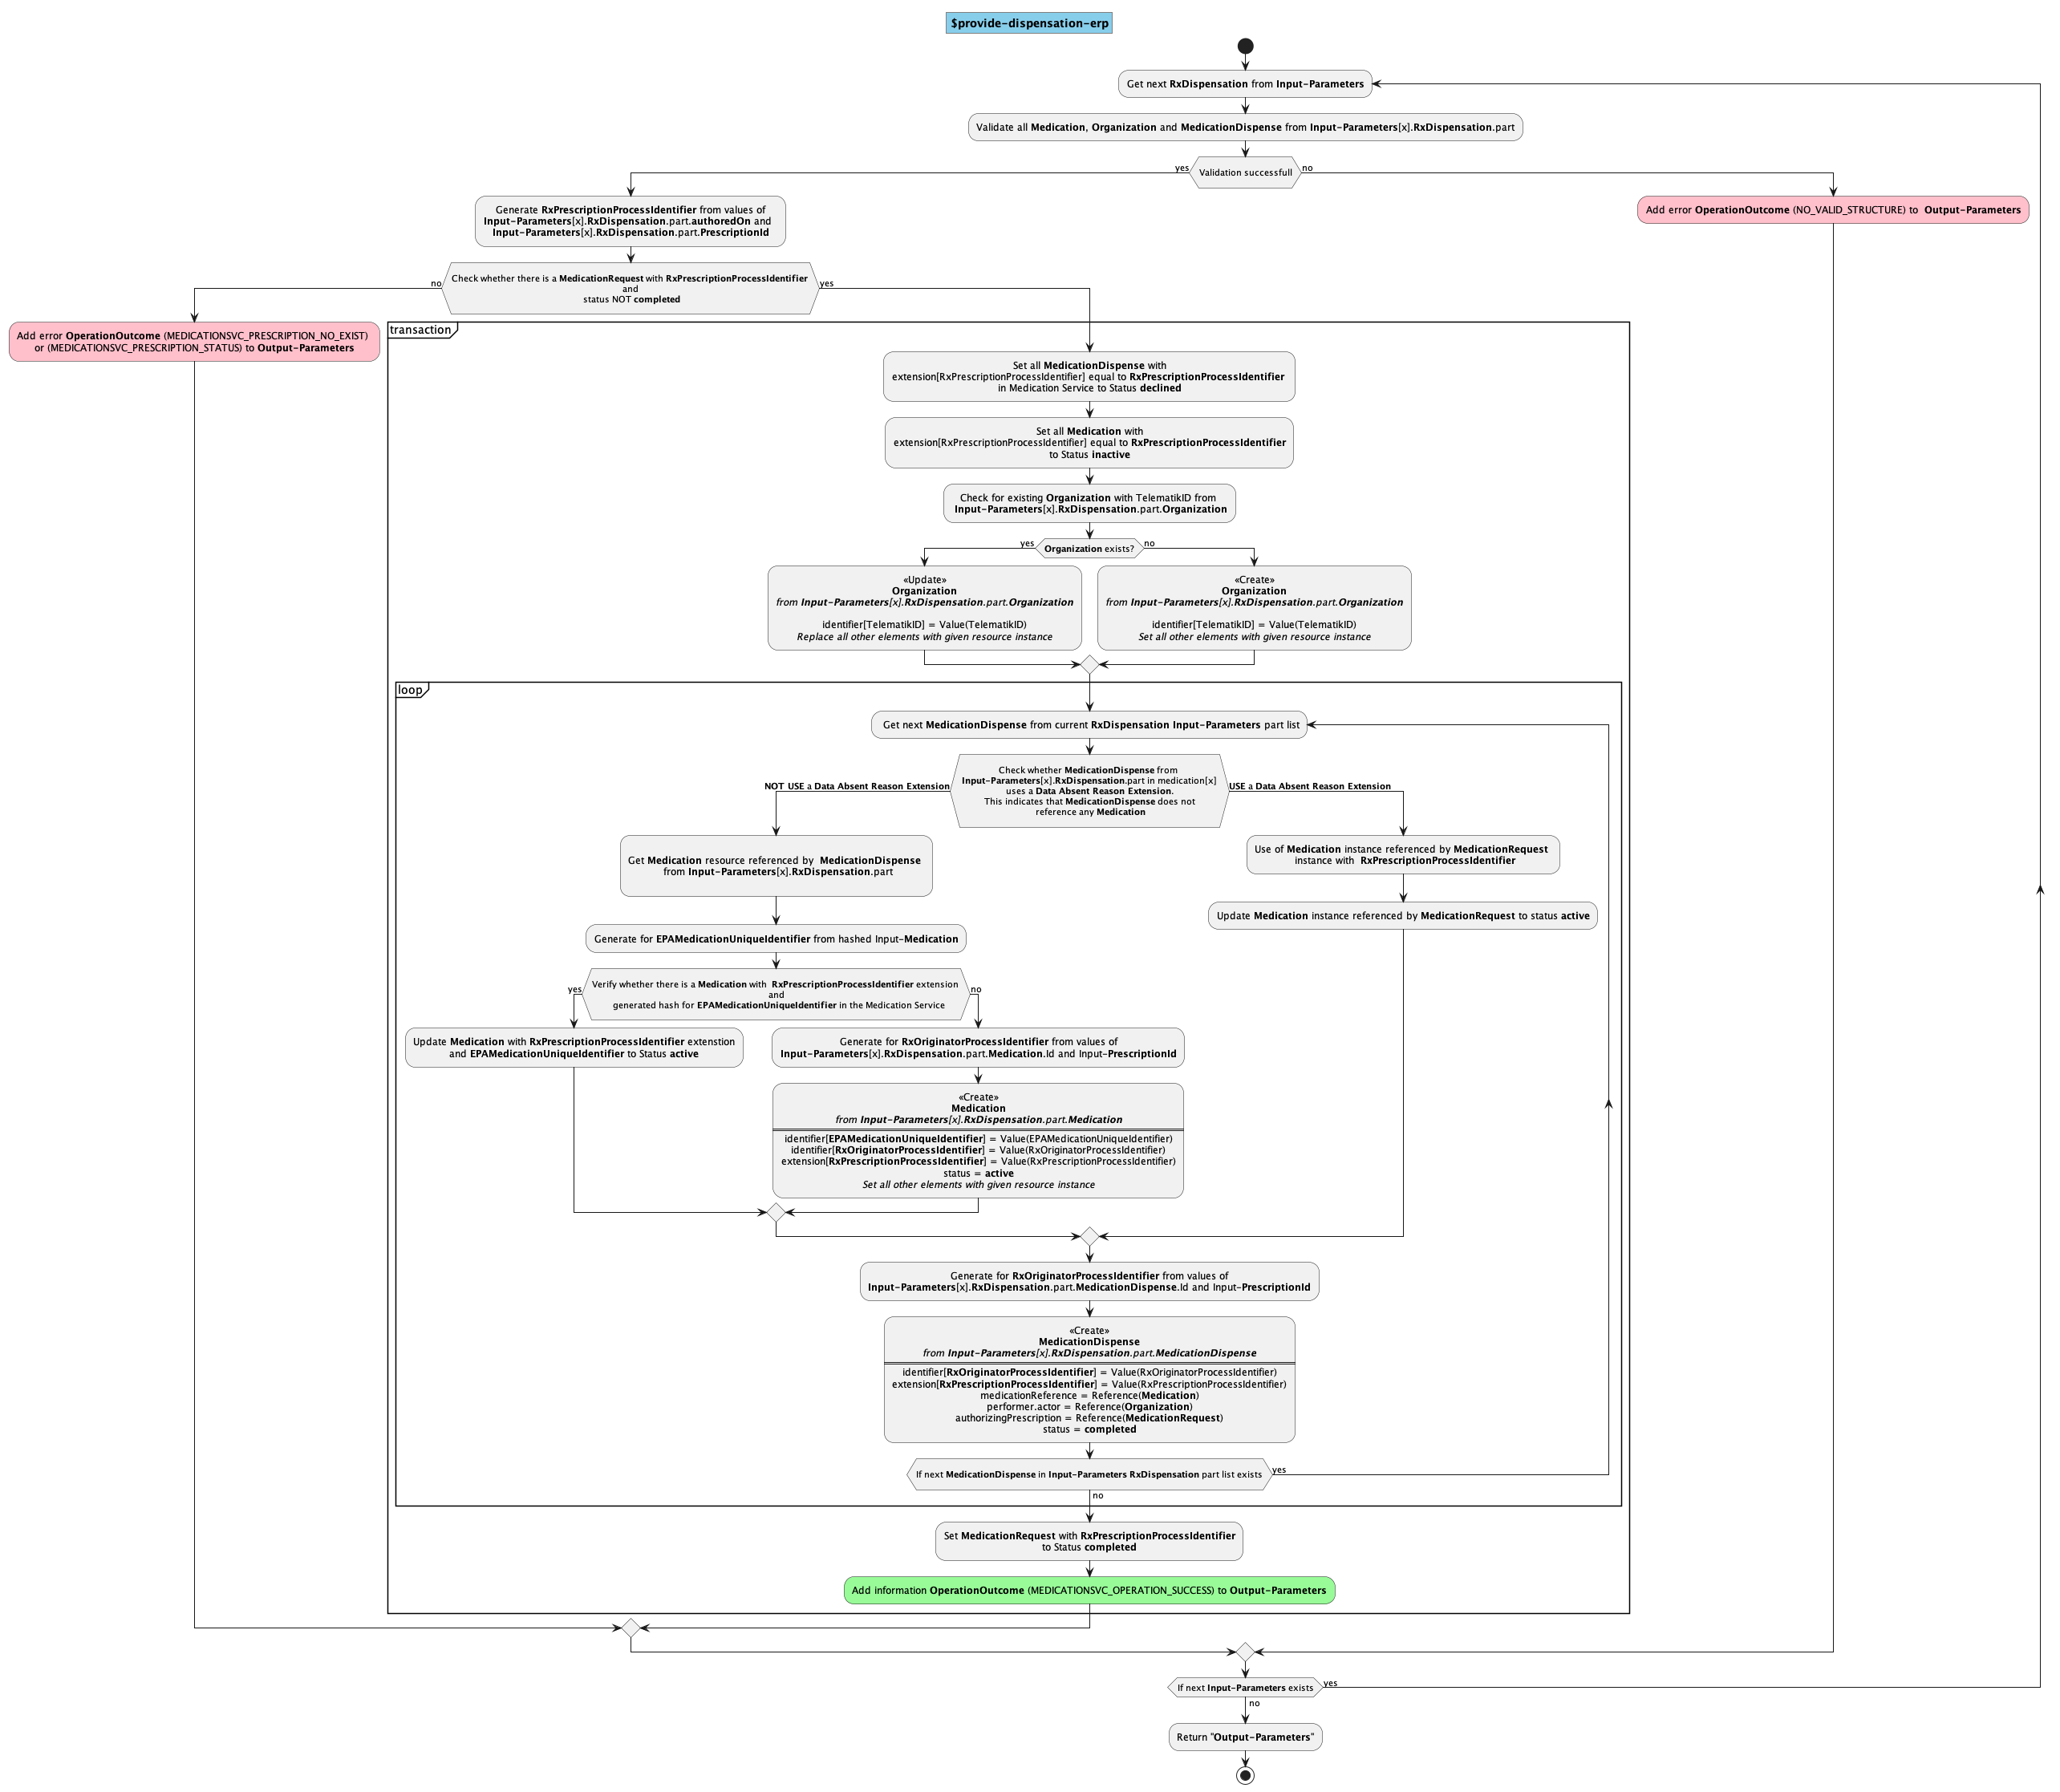 $provide-dispensation-erp
Get next RxDispensation from Input-Parameters
Validate all Medication, Organization and MedicationDispense from Input-Parameters[x].RxDispensation.part
yes
Validation successfull
no
Generate RxPrescriptionProcessIdentifier from values of
Input-Parameters[x].RxDispensation.part.authoredOn and
Input-Parameters[x].RxDispensation.part.PrescriptionId
Add error OperationOutcome (NO_VALID_STRUCTURE) to Output-Parameters
no
Check whether there is a MedicationRequest with RxPrescriptionProcessIdentifier
and
status NOT completed
yes
Add error OperationOutcome (MEDICATIONSVC_PRESCRIPTION_NO_EXIST)
or (MEDICATIONSVC_PRESCRIPTION_STATUS) to Output-Parameters
transaction
Set all MedicationDispense with
extension[RxPrescriptionProcessIdentifier] equal to RxPrescriptionProcessIdentifier
in Medication Service to Status declined
Set all Medication with
extension[RxPrescriptionProcessIdentifier] equal to RxPrescriptionProcessIdentifier
to Status inactive
Check for existing Organization with TelematikID from
Input-Parameters[x].RxDispensation.part.Organization
yes
Organization exists?
no
«Update»
Organization
from Input-Parameters[x].RxDispensation.part.Organization
identifier[TelematikID] = Value(TelematikID)
Replace all other elements with given resource instance
«Create»
Organization
from Input-Parameters[x].RxDispensation.part.Organization
identifier[TelematikID] = Value(TelematikID)
Set all other elements with given resource instance
loop
Get next MedicationDispense from current RxDispensation Input-Parameters part list
NOT USE a Data Absent Reason Extension
Check whether MedicationDispense from
Input-Parameters[x].RxDispensation.part in medication[x]
uses a Data Absent Reason Extension.
This indicates that MedicationDispense does not
reference any Medication
USE a Data Absent Reason Extension
Get Medication resource referenced by MedicationDispense
from Input-Parameters[x].RxDispensation.part
Use of Medication instance referenced by MedicationRequest
instance with RxPrescriptionProcessIdentifier
Update Medication instance referenced by MedicationRequest to status active
Generate for EPAMedicationUniqueIdentifier from hashed Input-Medication
yes
Verify whether there is a Medication with RxPrescriptionProcessIdentifier extension
and
generated hash for EPAMedicationUniqueIdentifier in the Medication Service
no
Update Medication with RxPrescriptionProcessIdentifier extenstion
and EPAMedicationUniqueIdentifier to Status active
Generate for RxOriginatorProcessIdentifier from values of
Input-Parameters[x].RxDispensation.part.Medication.Id and Input-PrescriptionId
«Create»
Medication
from Input-Parameters[x].RxDispensation.part.Medication
identifier[EPAMedicationUniqueIdentifier] = Value(EPAMedicationUniqueIdentifier)
identifier[RxOriginatorProcessIdentifier] = Value(RxOriginatorProcessIdentifier)
extension[RxPrescriptionProcessIdentifier] = Value(RxPrescriptionProcessIdentifier)
status = active
Set all other elements with given resource instance
Generate for RxOriginatorProcessIdentifier from values of
Input-Parameters[x].RxDispensation.part.MedicationDispense.Id and Input-PrescriptionId
«Create»
MedicationDispense
from Input-Parameters[x].RxDispensation.part.MedicationDispense
identifier[RxOriginatorProcessIdentifier] = Value(RxOriginatorProcessIdentifier)
extension[RxPrescriptionProcessIdentifier] = Value(RxPrescriptionProcessIdentifier)
medicationReference = Reference(Medication)
performer.actor = Reference(Organization)
authorizingPrescription = Reference(MedicationRequest)
status = completed
If next MedicationDispense in Input-Parameters RxDispensation part list exists
yes
no
Set MedicationRequest with RxPrescriptionProcessIdentifier
to Status completed
Add information OperationOutcome (MEDICATIONSVC_OPERATION_SUCCESS) to Output-Parameters
If next Input-Parameters exists
yes
no
Return "Output-Parameters"